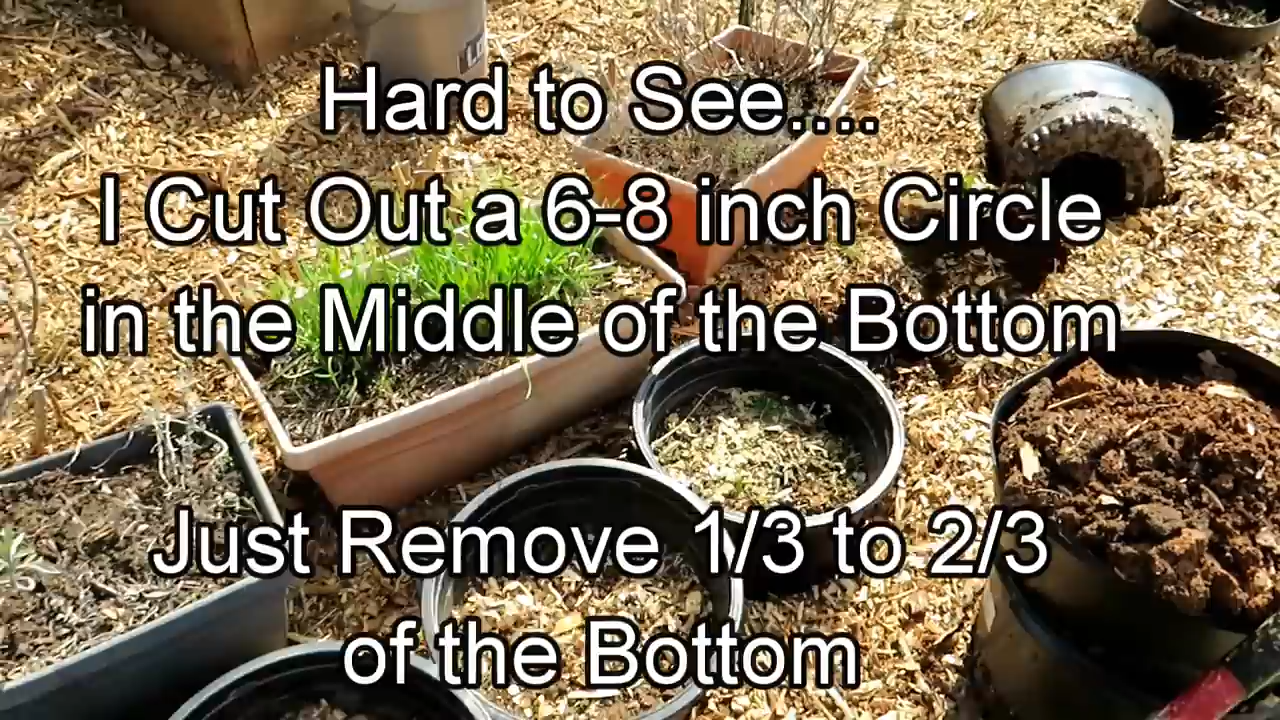 Hard to See....
I Cut Out a 6-8 inch Circle
in the Middle of the Bottom
Just Remove 1/3 to 2/3
of the Bottom